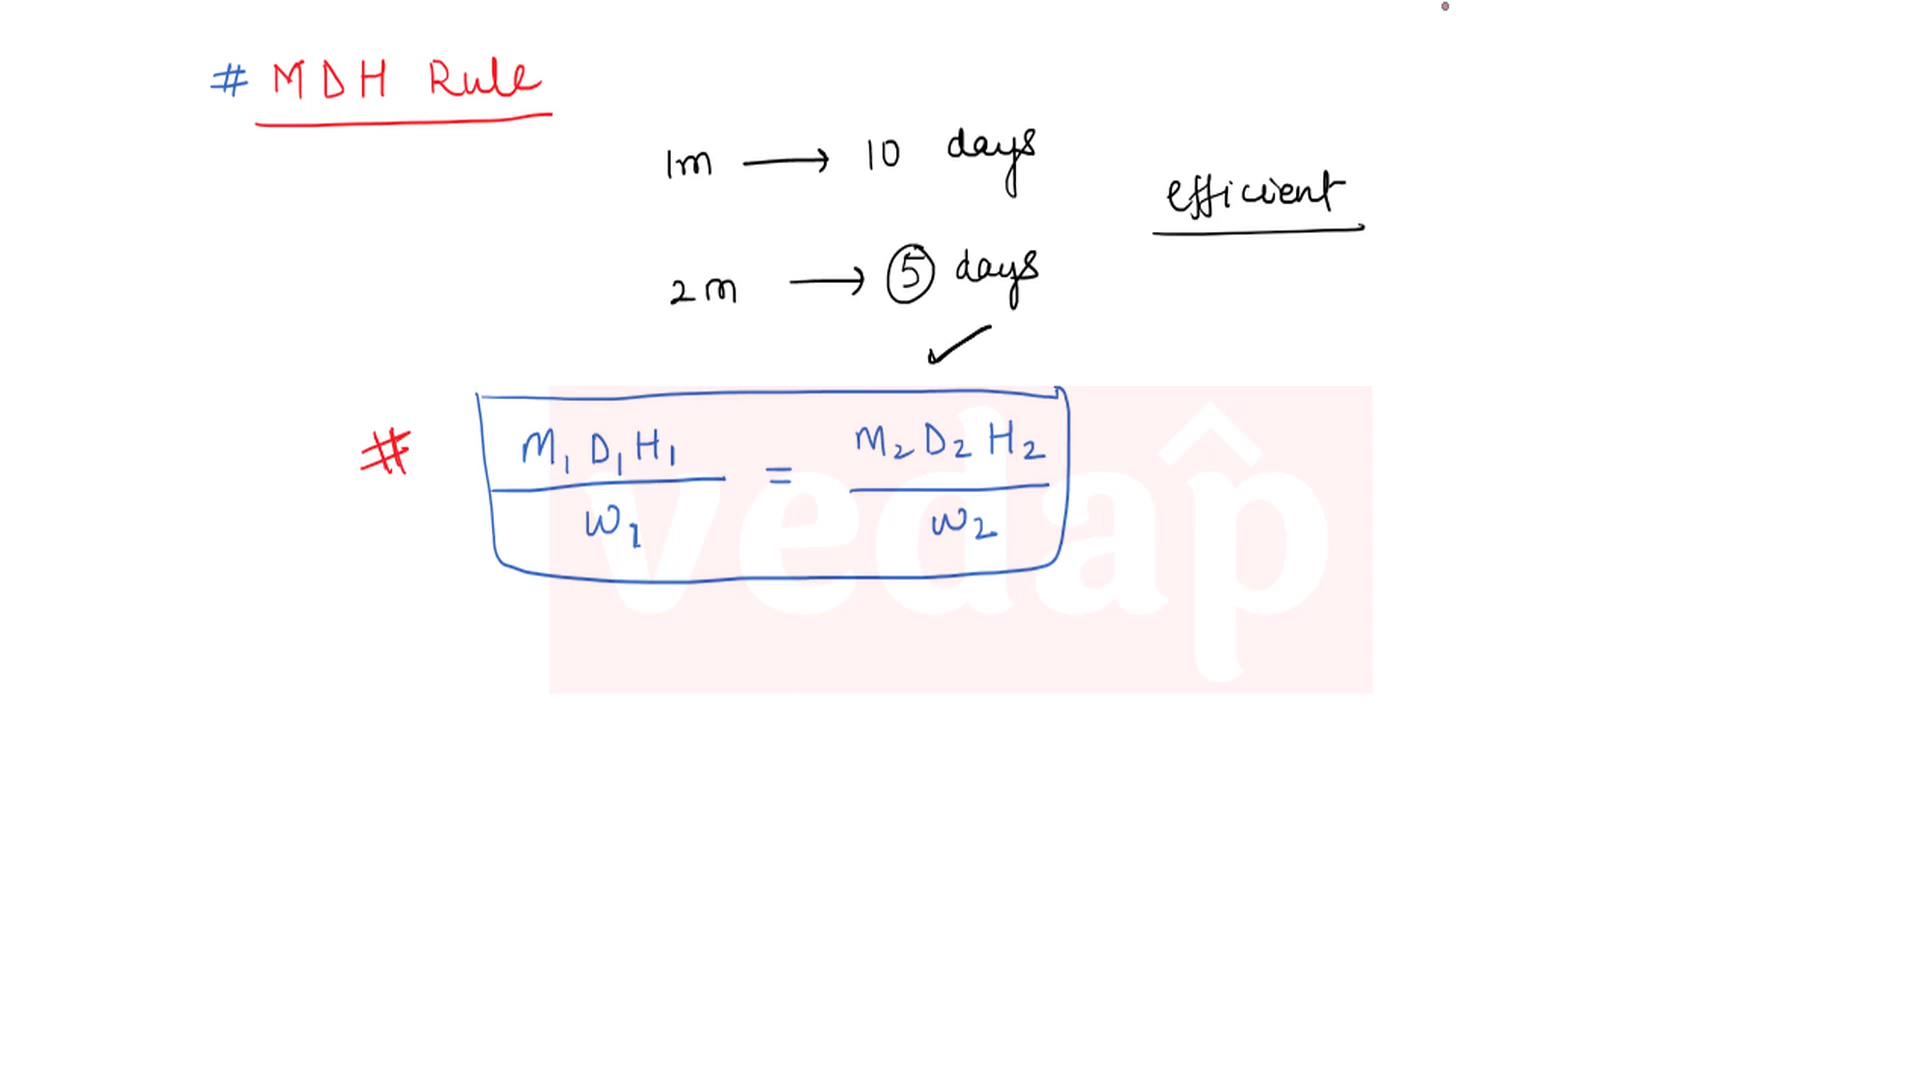 # MDH Rule
1m ⟶ 10 days
efficient
2m ⟶ 5 days
✓
# M₁D₁H₁/W₁ = M₂D₂H₂/W₂
vedap